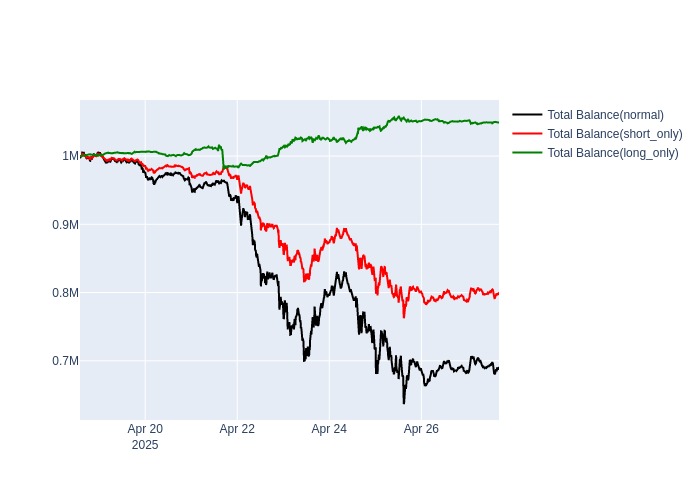 Total Balance(normal)
Total Balance(short_only)
Total Balance(long_only)
1M
0.9M
0.8M
0.7M
Apr 20
2025
Apr 22
Apr 24
Apr 26